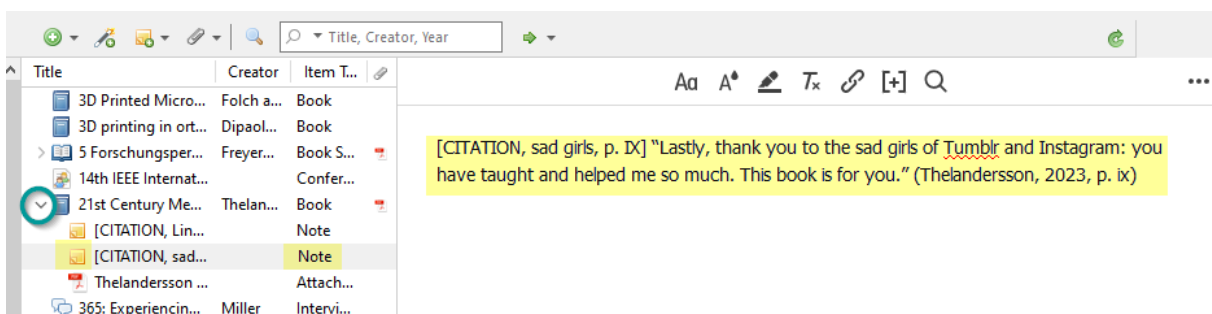 Title, Creator, Year
Title Creator Item T...
3D Printed Micro... Folch a... Book
3D printing in ort... Dipaol... Book
5 Forschungsper... Freyer... Book S...
14th IEEE Internat... Confer...
21st Century Me... Thelan... Book
[CITATION, Lin... Note
[CITATION, sad... Note
Thelandersson ... Attach...
365: Experiencin... Miller Intervi...
Aa A Tx [+] •••
[CITATION, sad girls, p. IX] “Lastly, thank you to the sad girls of Tumblr and Instagram: you
have taught and helped me so much. This book is for you.” (Thelandersson, 2023, p. ix)